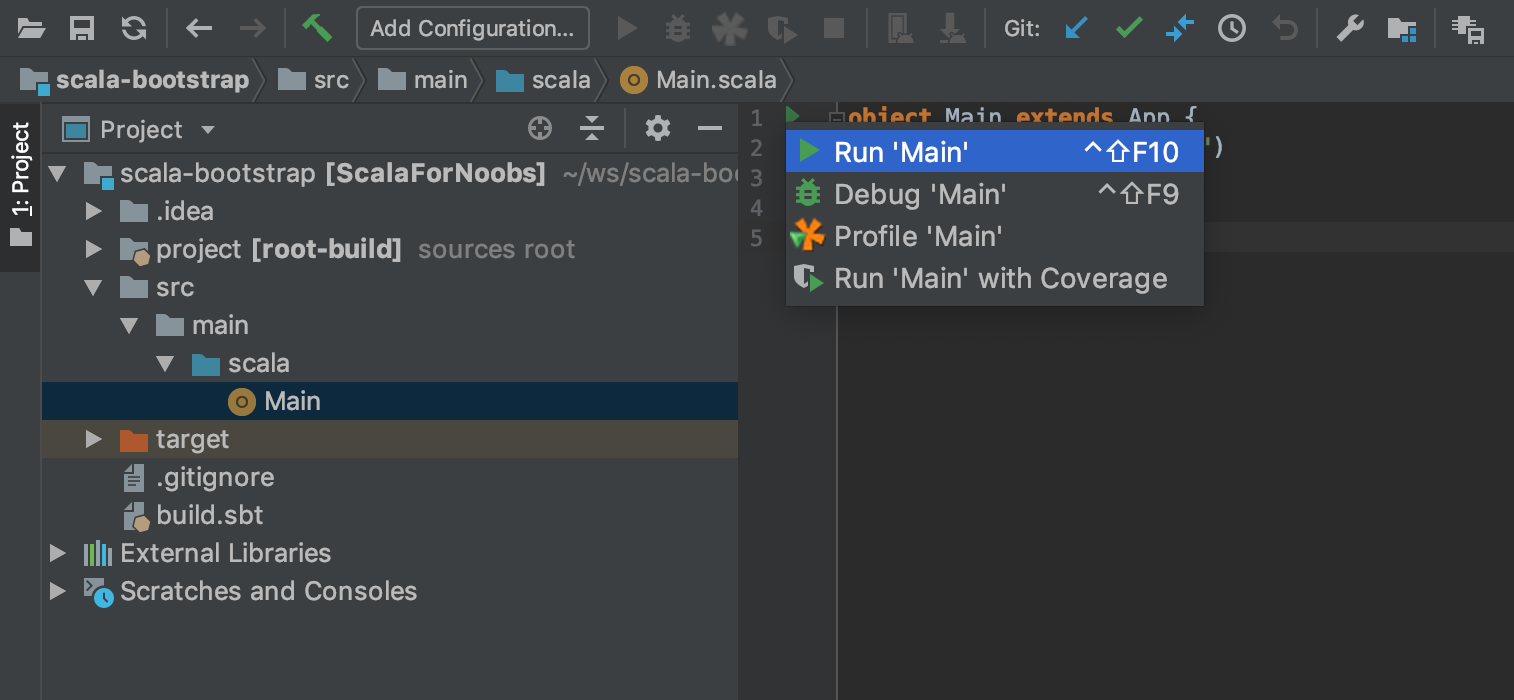 Add Configuration... Git:
scala-bootstrap src main scala O Main.scala
1: Project
Project
scala-bootstrap [ScalaForNoobs] ~/ws/scala-bo
.idea
project [root-build] sources root
src
main
scala
O Main
target
.gitignore
build.sbt
External Libraries
Scratches and Consoles
1 object Main extends App {
2 ')
3
4
5
Run 'Main' ^⇧F10
Debug 'Main' ^⇧F9
Profile 'Main'
Run 'Main' with Coverage